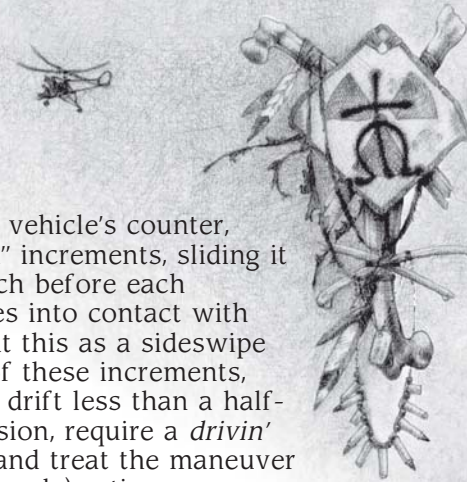 vehicle's counter,
" increments, sliding it
ch before each
es into contact with
t this as a sideswipe
f these increments,
drift less than a half-
sion, require a drivin'
and treat the maneuver